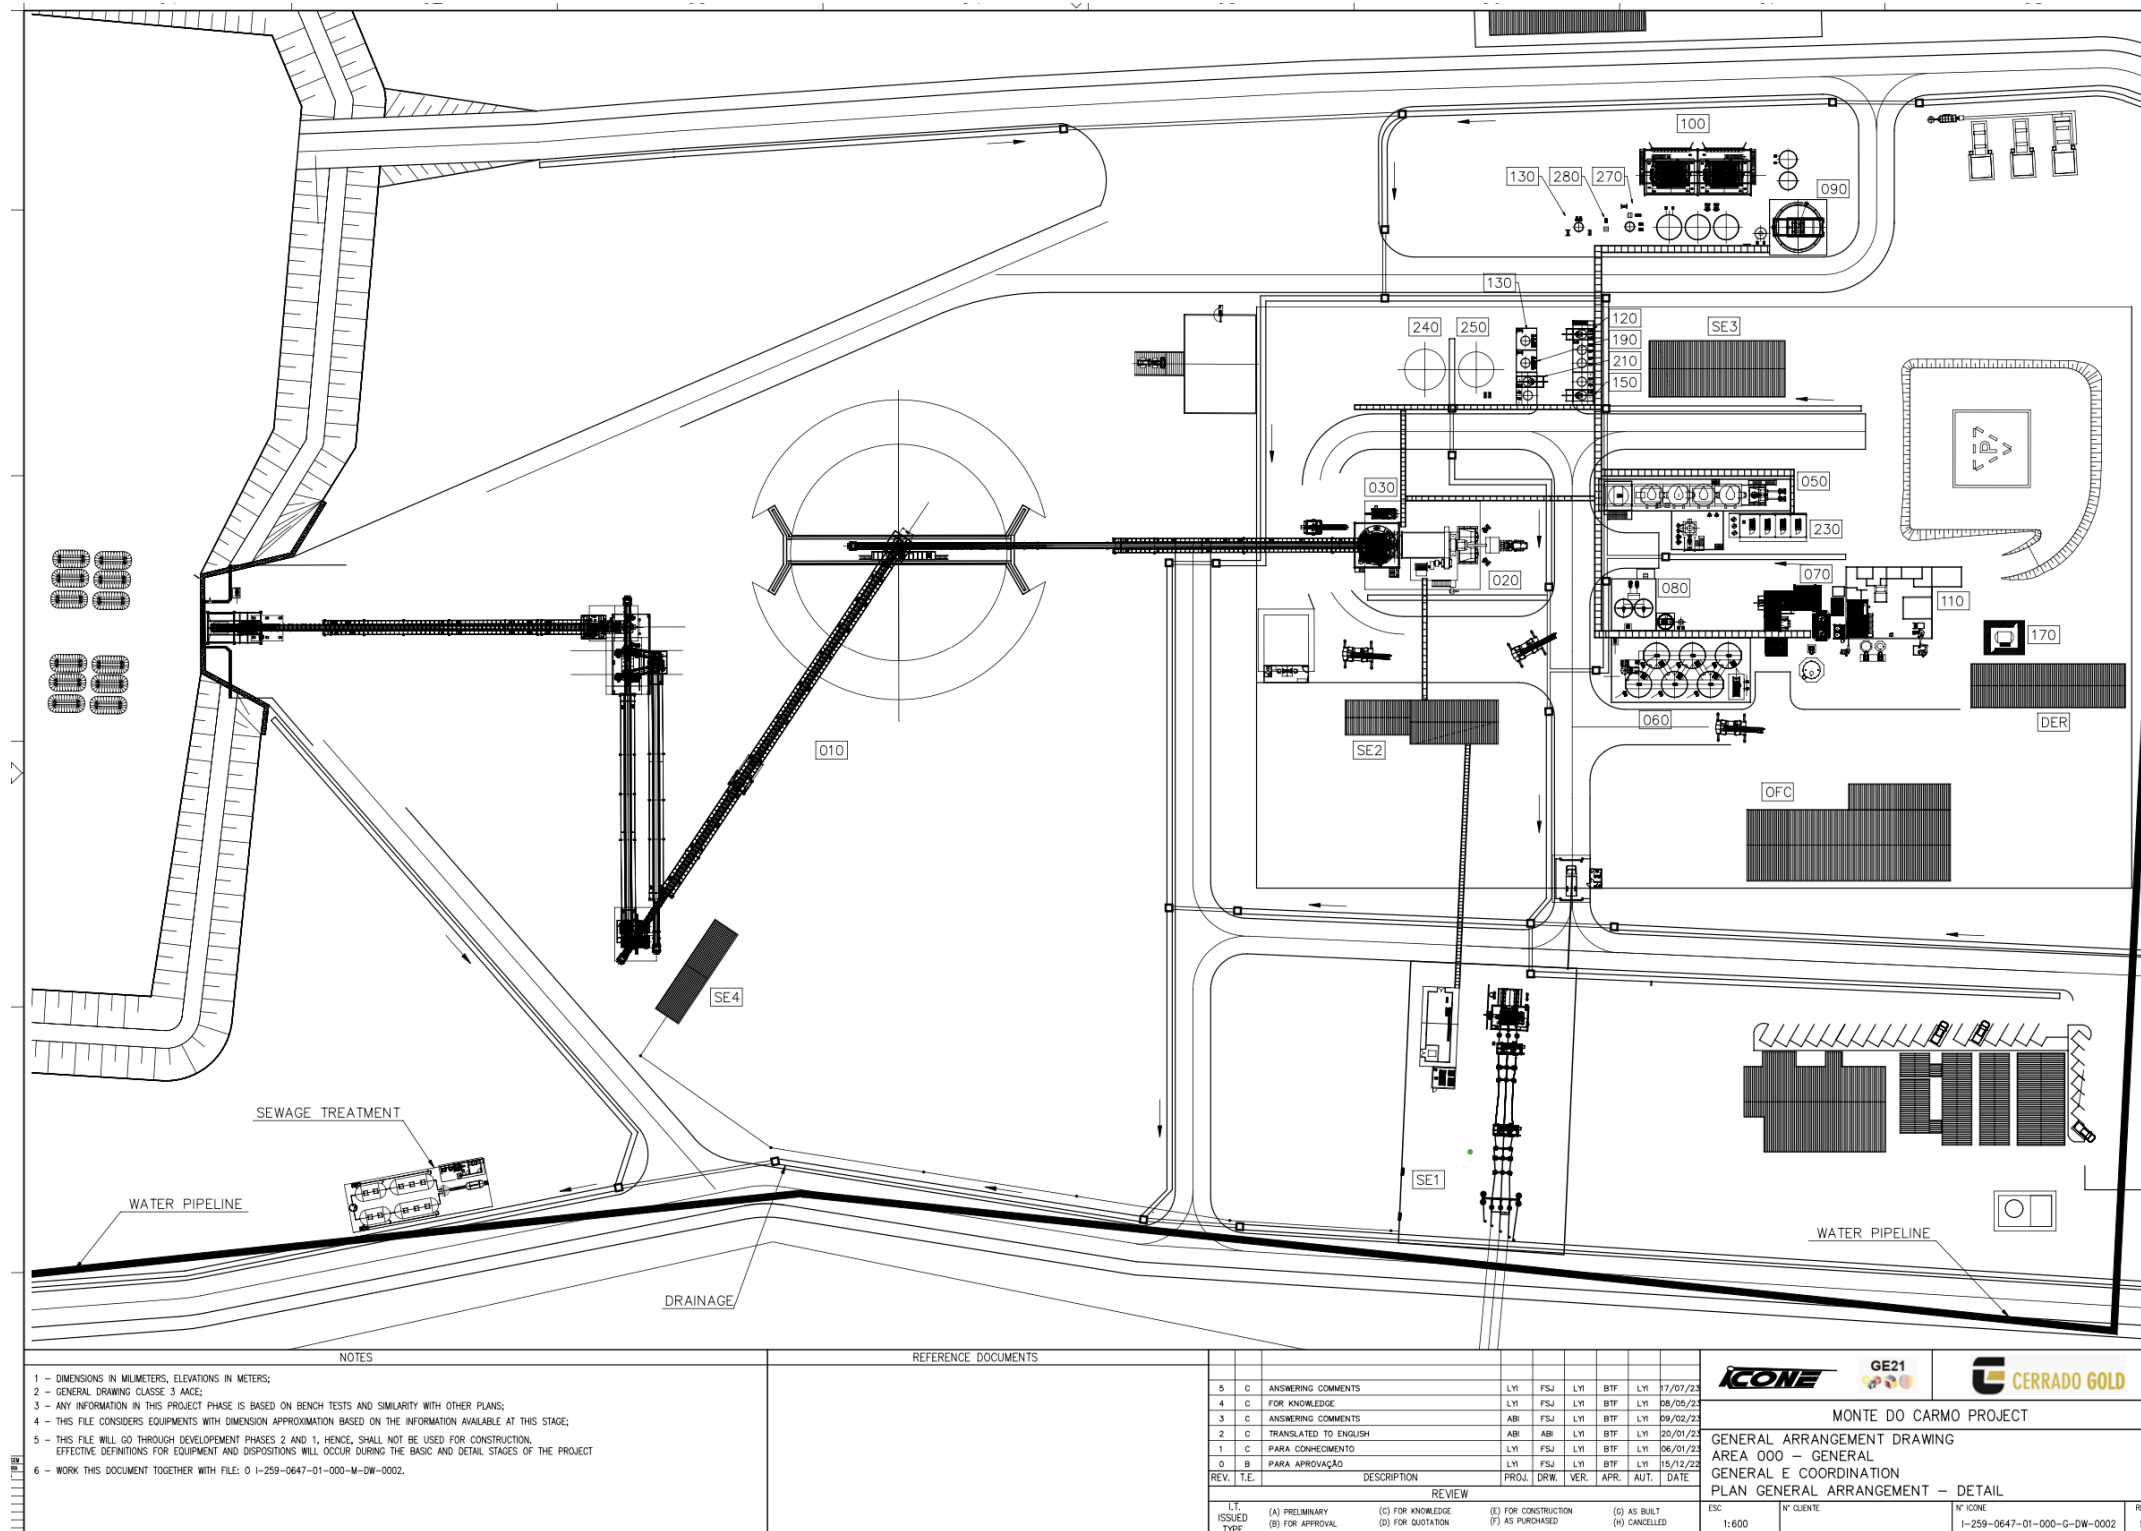 100
130
280
270
090
130
240
250
120
190
210
150
SE3
030
050
230
020
070
080
110
170
010
060
SE2
DER
OFC
SE4
SE1
SEWAGE TREATMENT
WATER PIPELINE
WATER PIPELINE
DRAINAGE
NOTES
1 – DIMENSIONS IN MILIMETERS, ELEVATIONS IN METERS;
2 – GENERAL DRAWING CLASSE 3 AACE;
3 – ANY INFORMATION IN THIS PROJECT PHASE IS BASED ON BENCH TESTS AND SIMILARITY WITH OTHER PLANS;
4 – THIS FILE CONSIDERS EQUIPMENTS WITH DIMENSION APPROXIMATION BASED ON THE INFORMATION AVAILABLE AT THIS STAGE;
5 – THIS FILE WILL GO THROUGH DEVELOPEMENT PHASES 2 AND 1, HENCE, SHALL NOT BE USED FOR CONSTRUCTION.
EFFECTIVE DEFINITIONS FOR EQUIPMENT AND DISPOSITIONS WILL OCCUR DURING THE BASIC AND DETAIL STAGES OF THE PROJECT
6 – WORK THIS DOCUMENT TOGETHER WITH FILE: O I–259–0647–01–000–M–DW–0002.
REFERENCE DOCUMENTS
5 C ANSWERING COMMENTS LYI FSJ LYI BTF LYI 17/07/23
4 C FOR KNOWLEDGE LYI FSJ LYI BTF LYI 08/05/23
3 C ANSWERING COMMENTS ABI FSJ LYI BTF LYI 09/02/23
2 C TRANSLATED TO ENGLISH ABI ABI LYI BTF LYI 20/01/23
1 C PARA CONHECIMENTO LYI FSJ LYI BTF LYI 06/01/23
0 B PARA APROVAÇÃO LYI FSJ LYI BTF LYI 15/12/22
REV. T.E. DESCRIPTION PROJ. DRW. VER. APR. AUT. DATE
REVIEW
I.T. ISSUED TYPE
(A) PRELIMINARY (C) FOR KNOWLEDGE (E) FOR CONSTRUCTION (G) AS BUILT
(B) FOR APPROVAL (D) FOR QUOTATION (F) AS PURCHASED (H) CANCELLED
ICONE
GE21
CERRADO GOLD
MONTE DO CARMO PROJECT
GENERAL ARRANGEMENT DRAWING
AREA 000 – GENERAL
GENERAL E COORDINATION
PLAN GENERAL ARRANGEMENT – DETAIL
ESC N° CLIENTE N° ICONE
1:600 I–259–0647–01–000–G–DW–0002